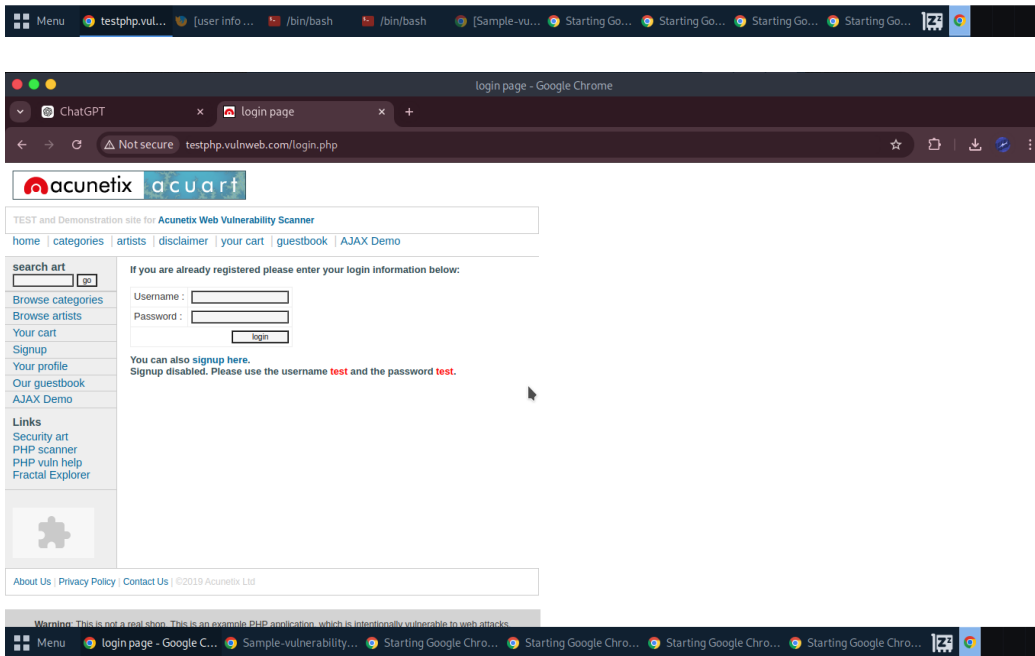 Menu testphp.vul... [user info ... /bin/bash /bin/bash [Sample-vu... Starting Go... Starting Go... Starting Go... Starting Go...
login page - Google Chrome
ChatGPT × login page × +
Not secure testphp.vulnweb.com/login.php
acunetix acuart
TEST and Demonstration site for Acunetix Web Vulnerability Scanner
home | categories | artists | disclaimer | your cart | guestbook | AJAX Demo
search art
go
Browse categories
Browse artists
Your cart
Signup
Your profile
Our guestbook
AJAX Demo
Links
Security art
PHP scanner
PHP vuln help
Fractal Explorer
If you are already registered please enter your login information below:
Username :
Password :
login
You can also signup here.
Signup disabled. Please use the username test and the password test.
About Us | Privacy Policy | Contact Us | ©2019 Acunetix Ltd
Warning: This is not a real shop. This is an example PHP application, which is intentionally vulnerable to web attacks.
Menu login page - Google C... Sample-vulnerability... Starting Google Chro... Starting Google Chro... Starting Google Chro... Starting Google Chro...